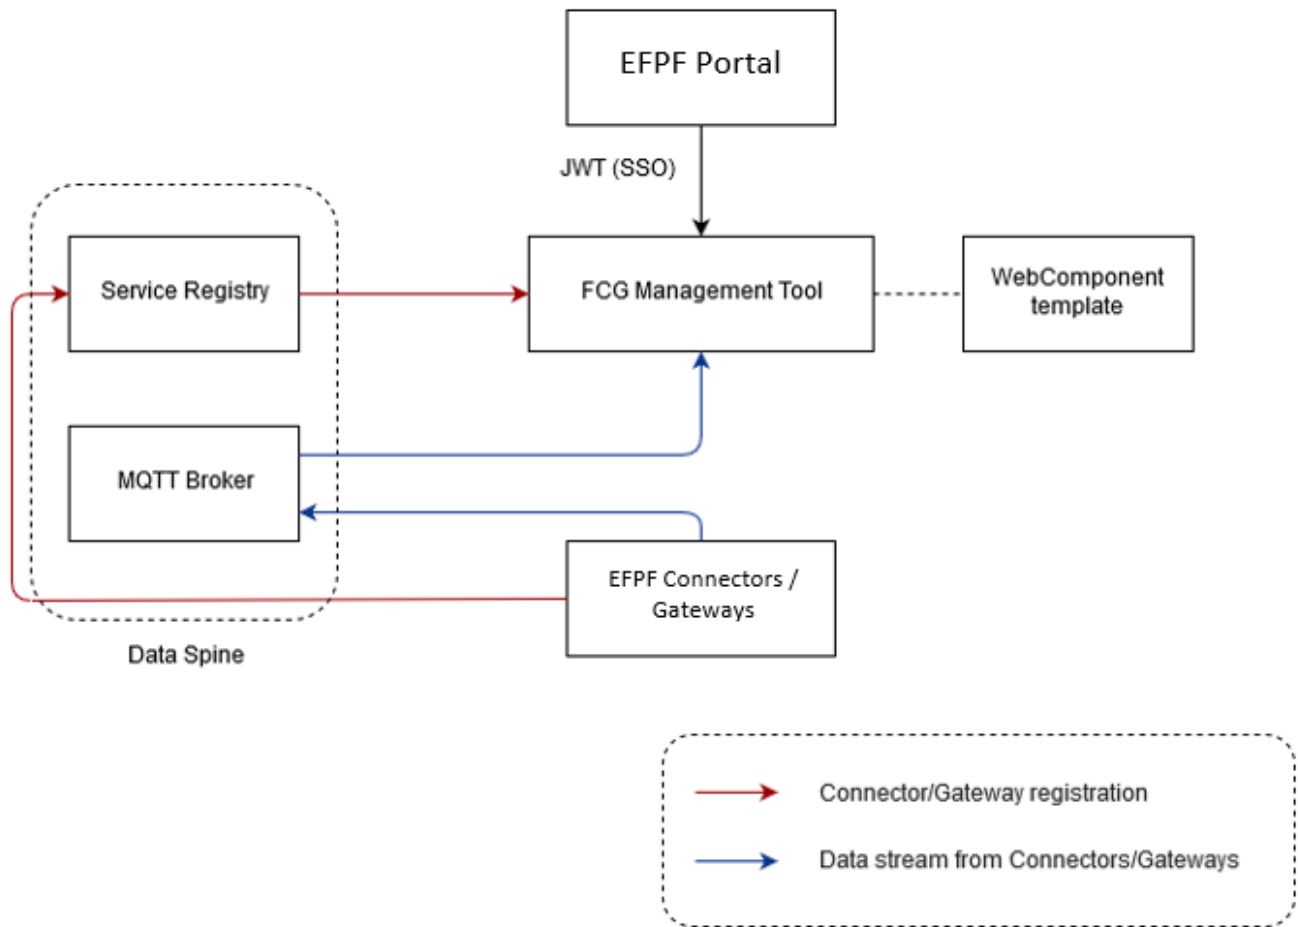 EFPF Portal
JWT (SSO)
Service Registry
FCG Management Tool
WebComponent
template
MQTT Broker
EFPF Connectors /
Gateways
Data Spine
Connector/Gateway registration
Data stream from Connectors/Gateways